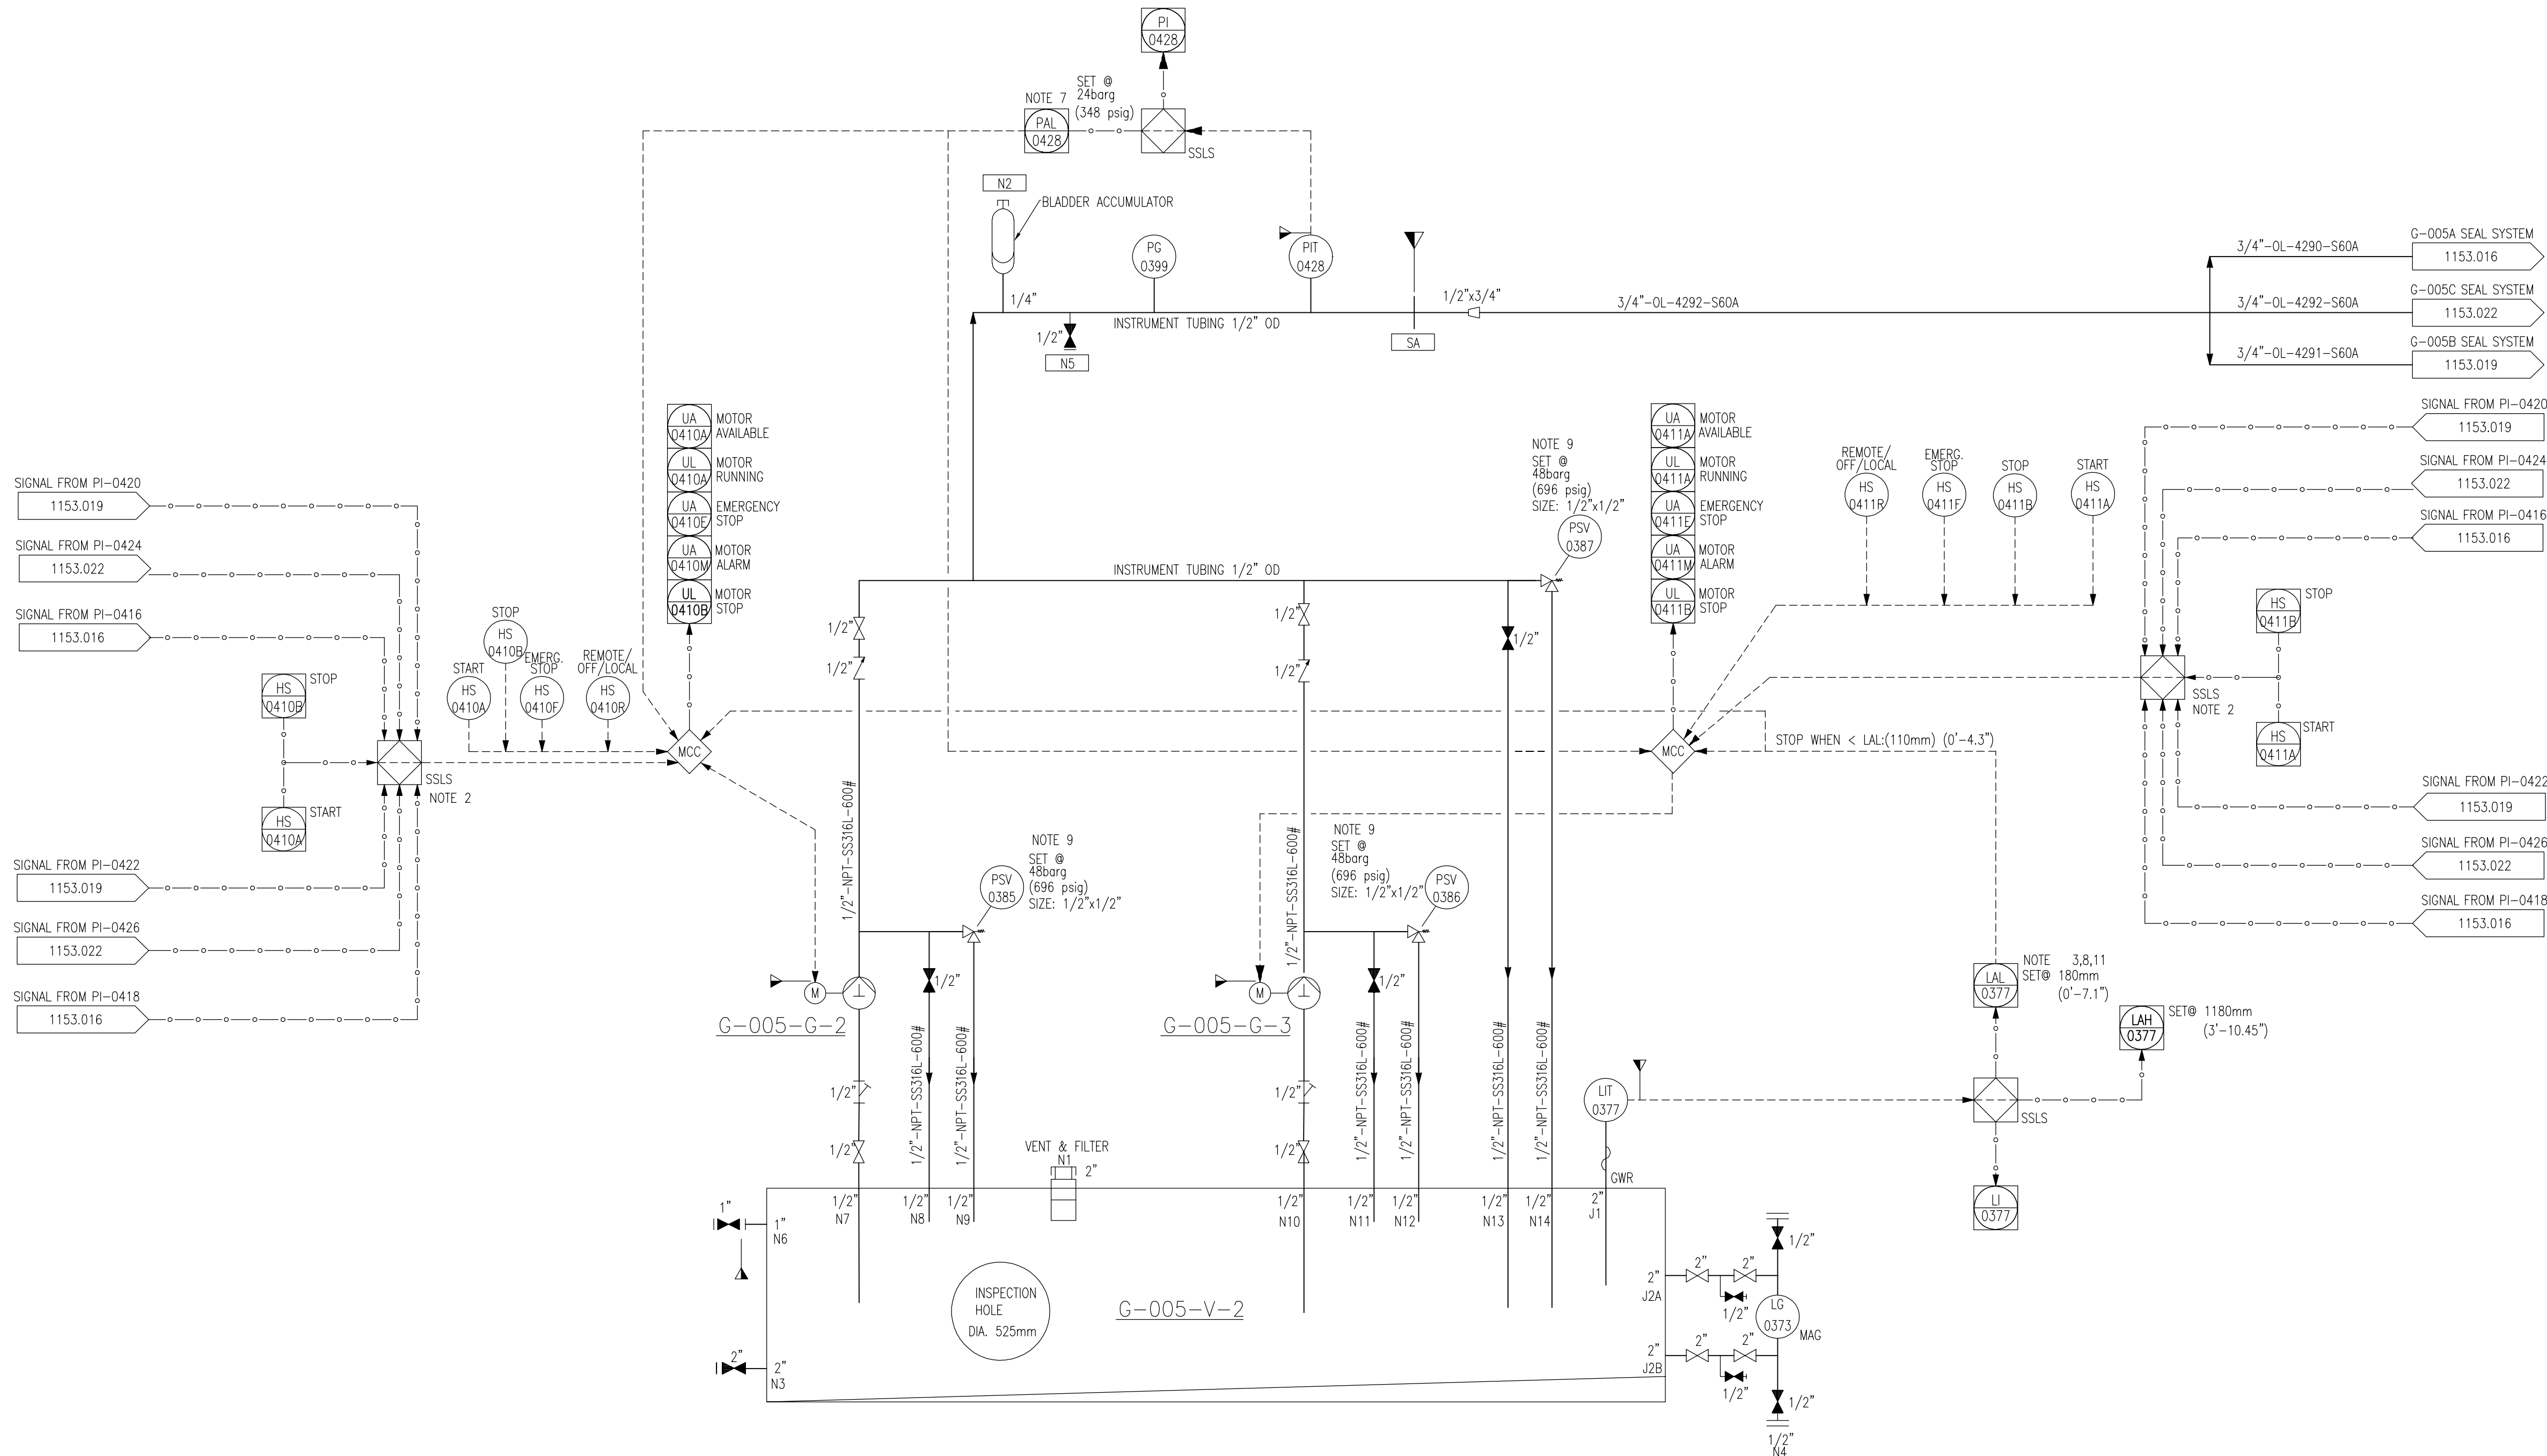 PI
0428
SET @
24barg
(348 psig)
NOTE 7
PAL
0428
SSLS
N2
BLADDER ACCUMULATOR
PG
0399
PIT
0428
1/4"
1/2"
N5
INSTRUMENT TUBING 1/2" OD
SA
1/2"x3/4"
3/4"-OL-4292-S60A
3/4"-OL-4290-S60A
G-005A SEAL SYSTEM
1153.016
3/4"-OL-4292-S60A
G-005C SEAL SYSTEM
1153.022
3/4"-OL-4291-S60A
G-005B SEAL SYSTEM
1153.019
SIGNAL FROM PI-0420
1153.019
SIGNAL FROM PI-0424
1153.022
SIGNAL FROM PI-0416
1153.016
SIGNAL FROM PI-0422
1153.019
SIGNAL FROM PI-0426
1153.022
SIGNAL FROM PI-0418
1153.016
HS
0410B
STOP
HS
0410A
START
SSLS
NOTE 2
START
HS
0410A
STOP
HS
0410B
EMERG.
STOP
HS
0410F
REMOTE/
OFF/LOCAL
HS
0410R
UA
0410A
MOTOR
AVAILABLE
UL
0410A
MOTOR
RUNNING
UA
0410E
EMERGENCY
STOP
UA
0410M
MOTOR
ALARM
UL
0410B
MOTOR
STOP
MCC
INSTRUMENT TUBING 1/2" OD
1/2"
1/2"
1/2"
1/2"
1/2"
NOTE 9
SET @
48barg
(696 psig)
SIZE: 1/2"x1/2"
PSV
0387
UA
0411A
MOTOR
AVAILABLE
UL
0411A
MOTOR
RUNNING
UA
0411E
EMERGENCY
STOP
UA
0411M
MOTOR
ALARM
UL
0411B
MOTOR
STOP
MCC
REMOTE/
OFF/LOCAL
HS
0411R
EMERG.
STOP
HS
0411F
STOP
HS
0411B
START
HS
0411A
SIGNAL FROM PI-0420
1153.019
SIGNAL FROM PI-0424
1153.022
SIGNAL FROM PI-0416
1153.016
HS
0411B
STOP
SSLS
NOTE 2
HS
0411A
START
SIGNAL FROM PI-0422
1153.019
SIGNAL FROM PI-0426
1153.022
SIGNAL FROM PI-0418
1153.016
STOP WHEN < LAL:(110mm) (0'-4.3")
1/2"-NPT-SS316L-600#
NOTE 9
SET @
48barg
(696 psig)
SIZE: 1/2"x1/2"
PSV
0385
1/2"-NPT-SS316L-600#
NOTE 9
SET @
48barg
(696 psig)
SIZE: 1/2"x1/2"
PSV
0386
M
1/2"
G-005-G-2
M
1/2"
G-005-G-3
1/2"
1/2"
1/2"-NPT-SS316L-600#
1/2"-NPT-SS316L-600#
1/2"
1/2"
1/2"-NPT-SS316L-600#
1/2"-NPT-SS316L-600#
1/2"-NPT-SS316L-600#
1/2"-NPT-SS316L-600#
LIT
0377
GWR
LAL
0377
NOTE 3,8,11
SET@ 180mm
(0'-7.1")
LAH
0377
SET@ 1180mm
(3'-10.45")
SSLS
LI
0377
VENT & FILTER
N1
2"
1"
1"
N6
2"
2"
N3
1/2"
N7
1/2"
N8
1/2"
N9
1/2"
N10
1/2"
N11
1/2"
N12
1/2"
N13
1/2"
N14
2"
J1
INSPECTION
HOLE
DIA. 525mm
G-005-V-2
2"
J2A
2"
2"
1/2"
1/2"
LG
0373
MAG
2"
J2B
2"
2"
1/2"
1/2"
1/2"
N4